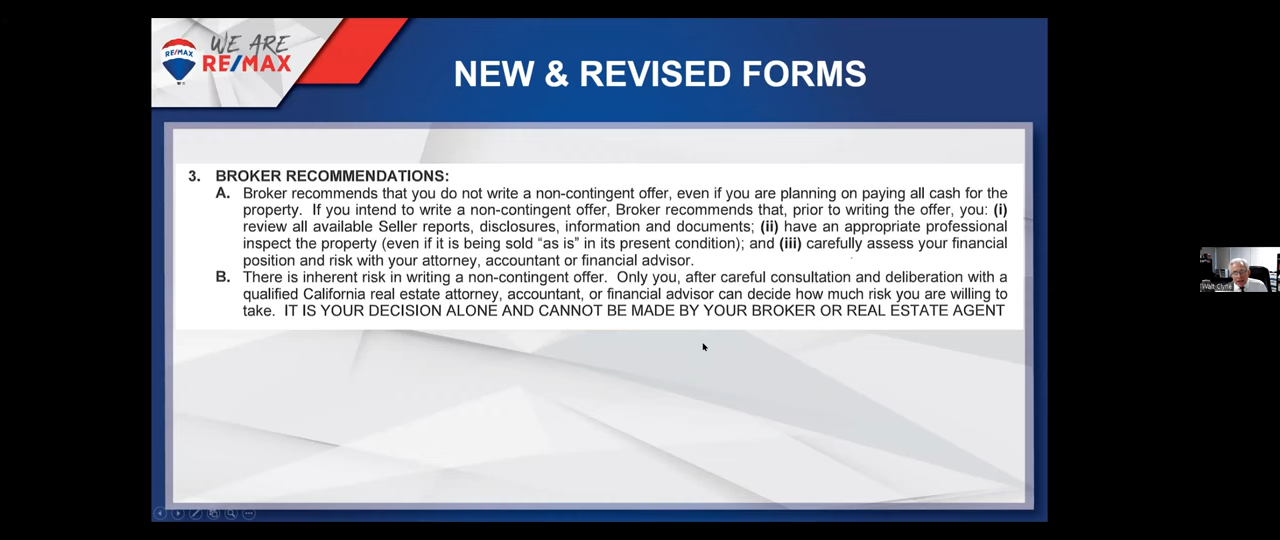 WE ARE
RE/MAX
RE/MAX
NEW & REVISED FORMS
3. BROKER RECOMMENDATIONS:
A. Broker recommends that you do not write a non-contingent offer, even if you are planning on paying all cash for the
property. If you intend to write a non-contingent offer, Broker recommends that, prior to writing the offer, you: (i)
review all available Seller reports, disclosures, information and documents; (ii) have an appropriate professional
inspect the property (even if it is being sold “as is” in its present condition); and (iii) carefully assess your financial
position and risk with your attorney, accountant or financial advisor.
B. There is inherent risk in writing a non-contingent offer. Only you, after careful consultation and deliberation with a
qualified California real estate attorney, accountant, or financial advisor can decide how much risk you are willing to
take. IT IS YOUR DECISION ALONE AND CANNOT BE MADE BY YOUR BROKER OR REAL ESTATE AGENT
Walt Clyne